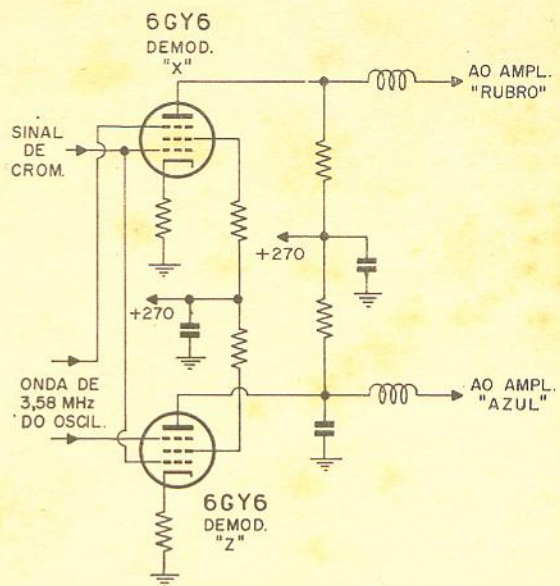 6GY6
DEMOD.
"X"
AO AMPL.
"RUBRO"
SINAL
DE
CROM.
+270
+270
ONDA DE
3,58 MHz
DO OSCIL.
AO AMPL.
"AZUL"
6GY6
DEMOD.
"Z"